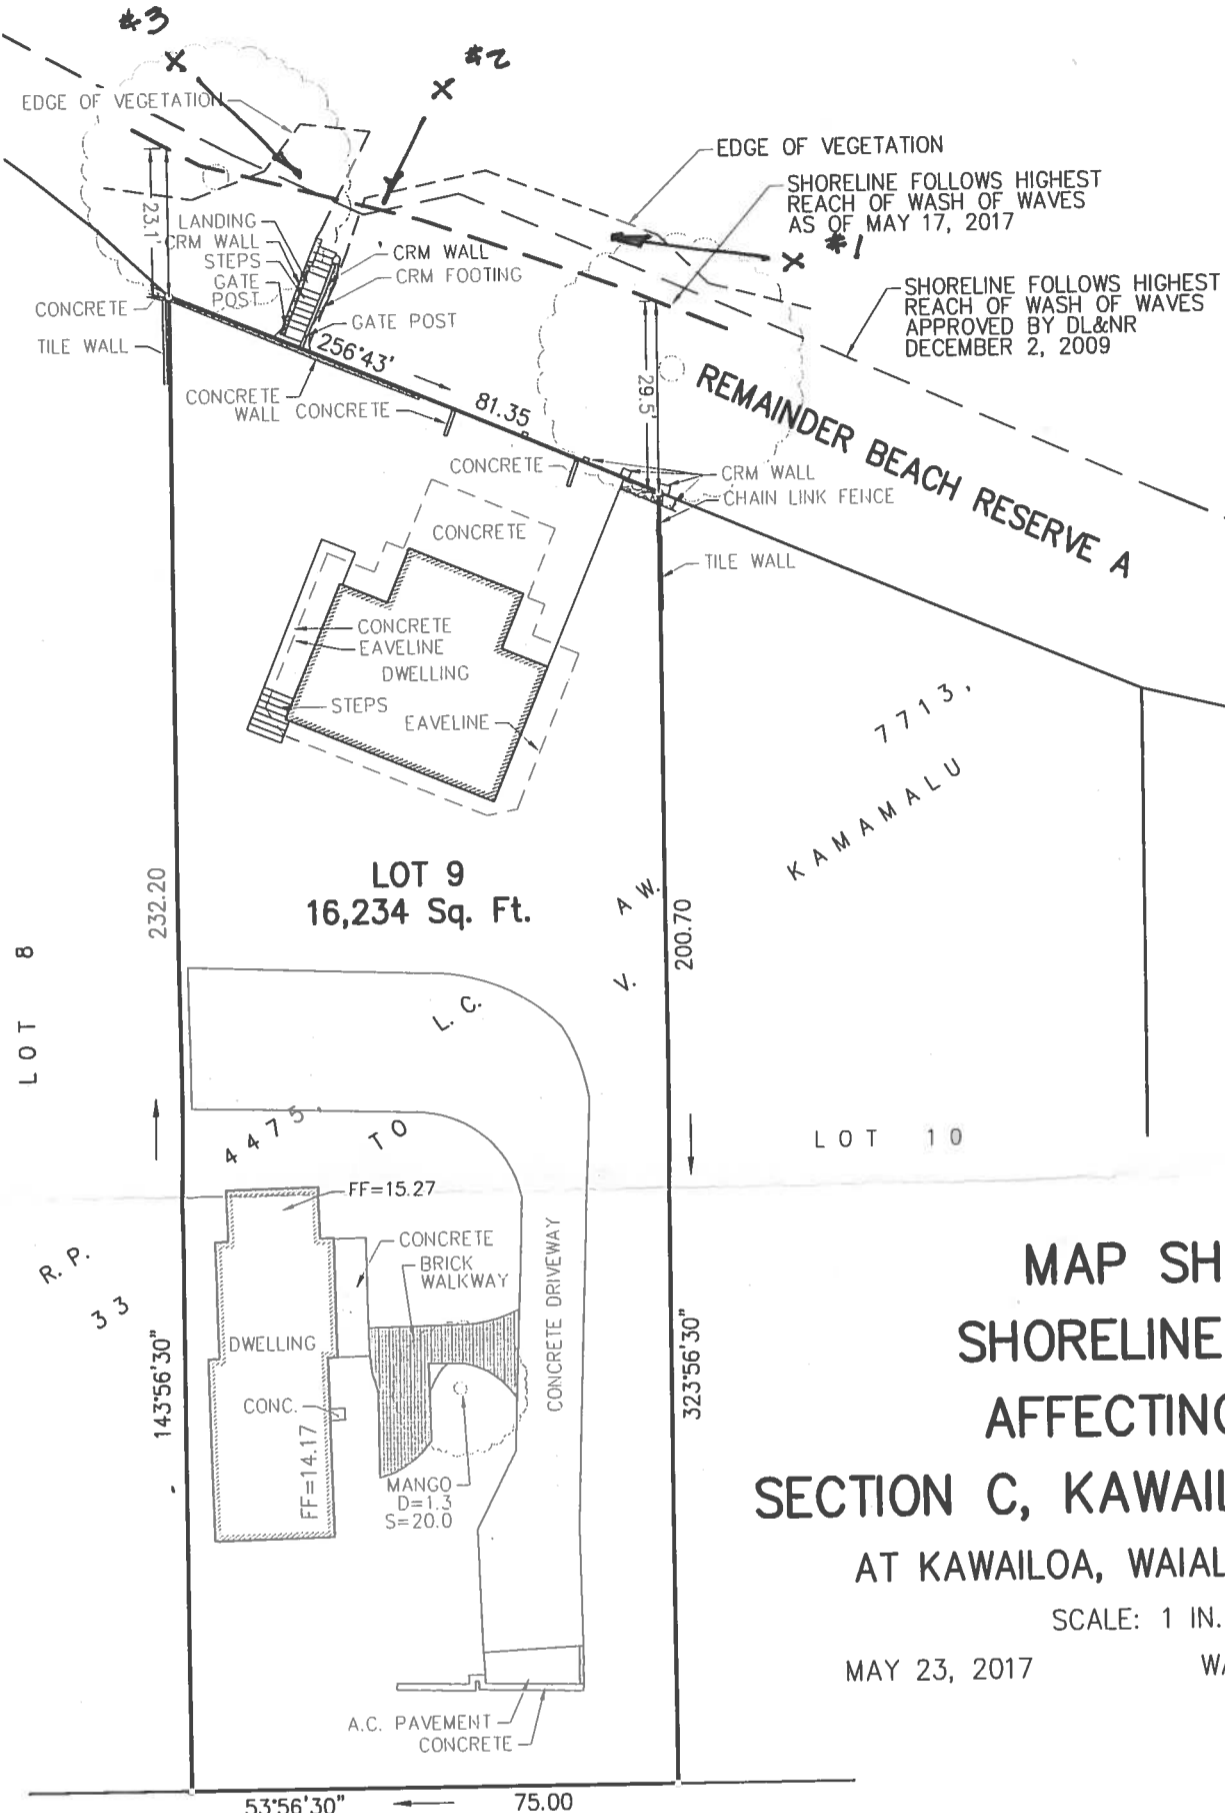 #3
#2
EDGE OF VEGETATION
EDGE OF VEGETATION
SHORELINE FOLLOWS HIGHEST
REACH OF WASH OF WAVES
AS OF MAY 17, 2017
#1
23.1'
LANDING
CRM WALL
STEPS
GATE
POST
CRM WALL
CRM FOOTING
SHORELINE FOLLOWS HIGHEST
REACH OF WASH OF WAVES
APPROVED BY DL&NR
DECEMBER 2, 2009
CONCRETE
TILE WALL
GATE POST
256°43'
81.35
29.5'
CONCRETE
WALL
CONCRETE
REMAINDER BEACH RESERVE A
CONCRETE
CRM WALL
CHAIN LINK FENCE
CONCRETE
TILE WALL
CONCRETE
EAVELINE
DWELLING
STEPS
EAVELINE
7713,
KAMAMALU
LOT 9
16,234 Sq. Ft.
232.20
200.70
A W.
V.
L. C.
LOT 8
4475
TO
LOT 10
FF=15.27
CONCRETE
BRICK
WALKWAY
R. P.
33
DWELLING
CONCRETE DRIVEWAY
143°56'30"
323°56'30"
CONC.
FF=14.17
MANGO
D=1.3
S=20.0
MAP SH
SHORELINE
AFFECTING
SECTION C, KAWAIL
AT KAWAILOA, WAIAL
SCALE: 1 IN.
MAY 23, 2017
WA
A.C. PAVEMENT
CONCRETE
53°56'30"
75.00